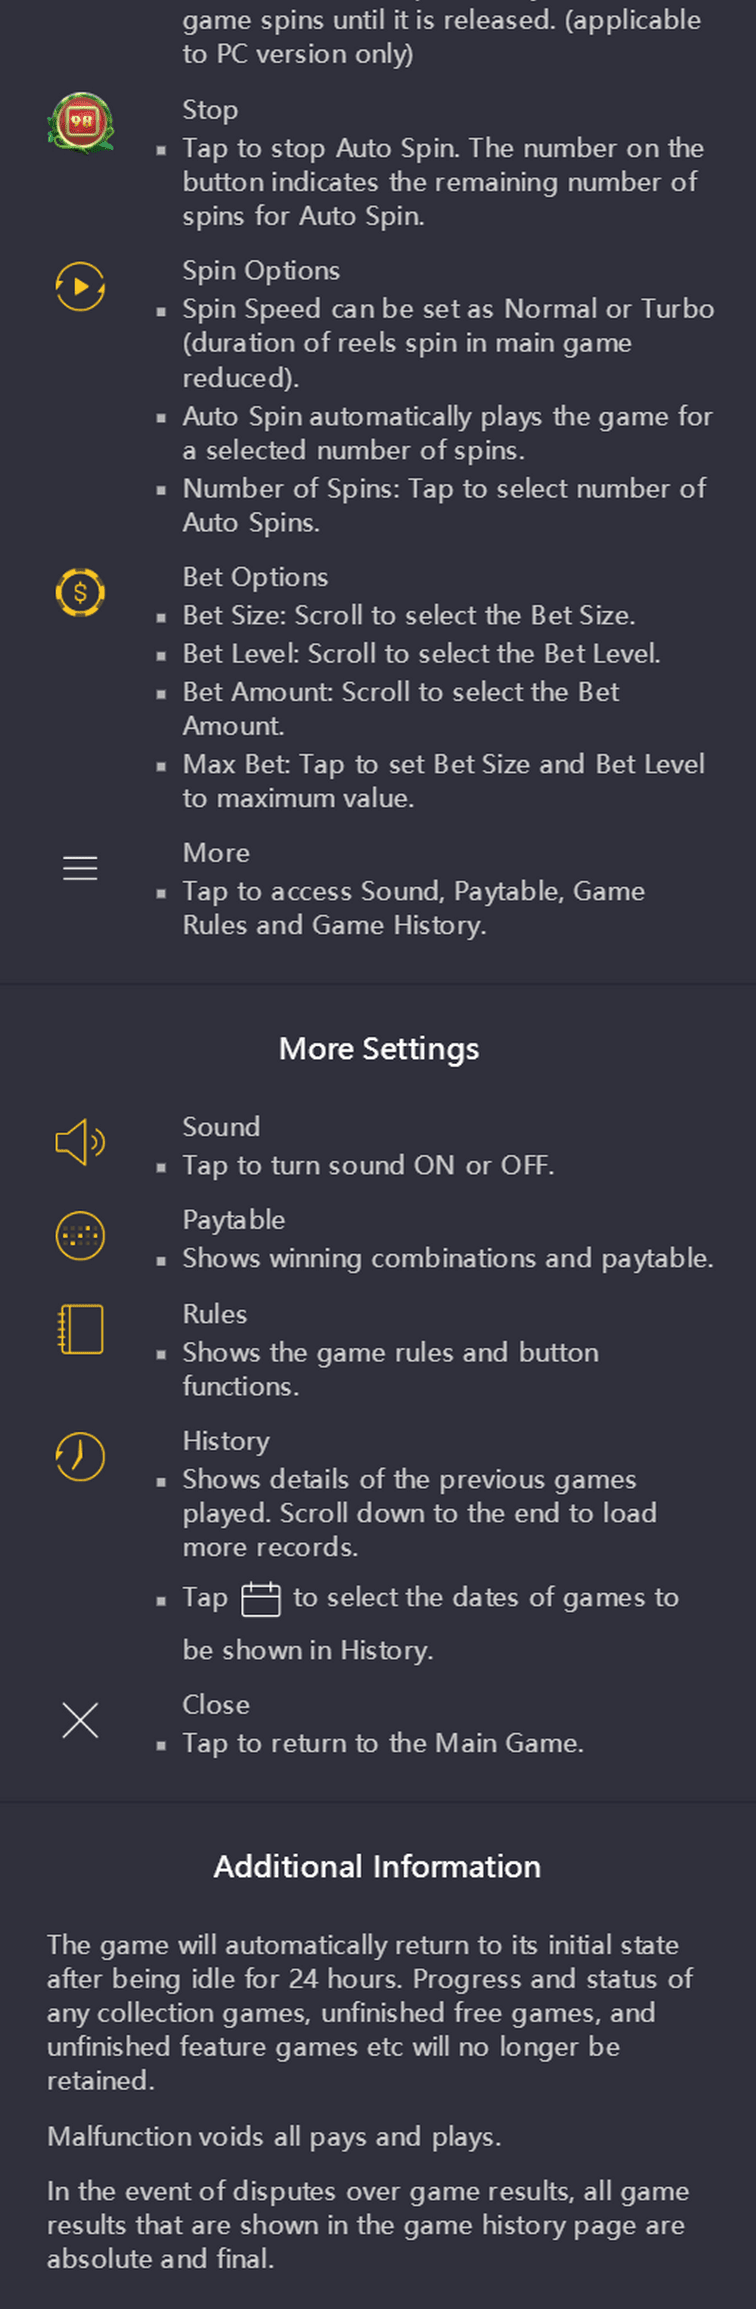 game spins until it is released. (applicable
to PC version only)
98
Stop
▪ Tap to stop Auto Spin. The number on the
button indicates the remaining number of
spins for Auto Spin.
Spin Options
▪ Spin Speed can be set as Normal or Turbo
(duration of reels spin in main game
reduced).
▪ Auto Spin automatically plays the game for
a selected number of spins.
▪ Number of Spins: Tap to select number of
Auto Spins.
$
Bet Options
▪ Bet Size: Scroll to select the Bet Size.
▪ Bet Level: Scroll to select the Bet Level.
▪ Bet Amount: Scroll to select the Bet
Amount.
▪ Max Bet: Tap to set Bet Size and Bet Level
to maximum value.
More
▪ Tap to access Sound, Paytable, Game
Rules and Game History.
More Settings
Sound
▪ Tap to turn sound ON or OFF.
Paytable
▪ Shows winning combinations and paytable.
Rules
▪ Shows the game rules and button
functions.
History
▪ Shows details of the previous games
played. Scroll down to the end to load
more records.
▪ Tap to select the dates of games to
be shown in History.
Close
▪ Tap to return to the Main Game.
Additional Information
The game will automatically return to its initial state
after being idle for 24 hours. Progress and status of
any collection games, unfinished free games, and
unfinished feature games etc will no longer be
retained.
Malfunction voids all pays and plays.
In the event of disputes over game results, all game
results that are shown in the game history page are
absolute and final.